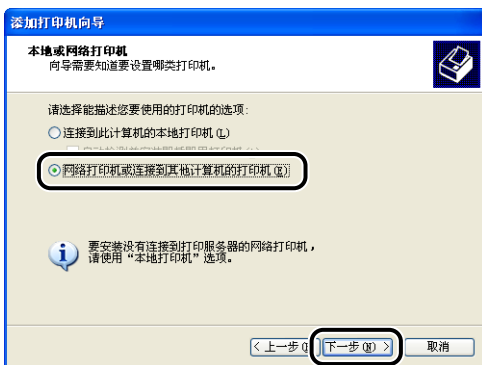 添加打印机向导
本地或网络打印机
向导需要知道要设置哪类打印机。
请选择能描述您要使用的打印机的选项:
连接到此计算机的本地打印机(L)
网络打印机或连接到其他计算机的打印机(E)
要安装没有连接到打印服务器的网络打印机，
请使用“本地打印机”选项。
<上一步
下一步(N) >
取消